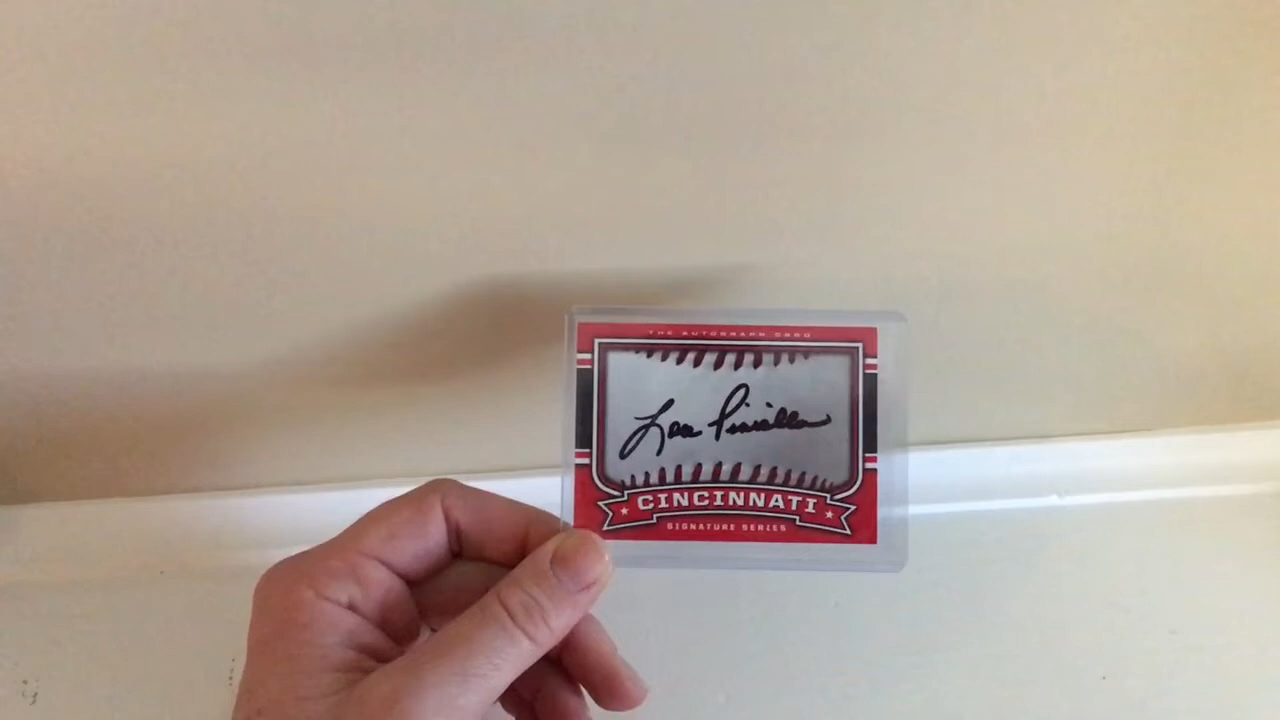 THE AUTOGRAPH CARD
Lou Piniella
CINCINNATI
SIGNATURE SERIES